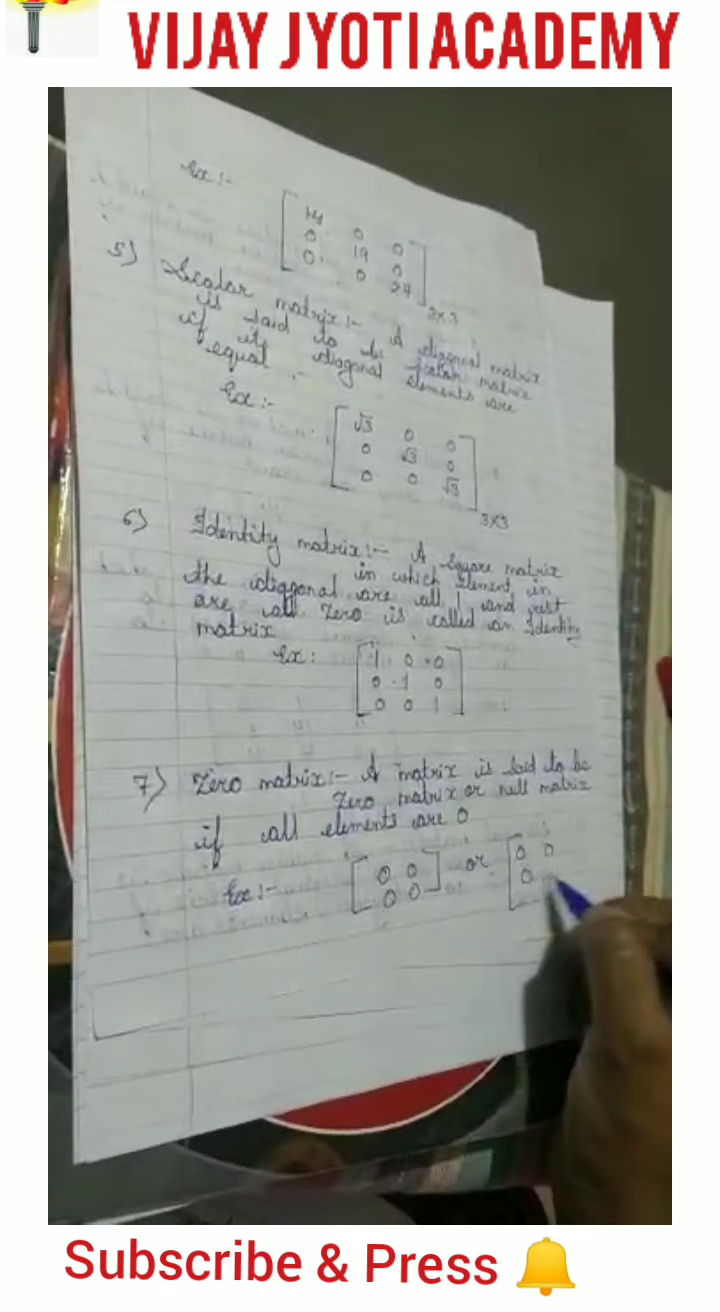 VIJAY JYOTI ACADEMY
Ex :-
14 0 0
0 19 0
0 0 24
3×3
5) Scalar matrix :- A diagonal matrix
is said to be scalar matrix
if its diagonal elements are
equal.
Ex :-
√3 0 0
0 √3 0
0 0 √3
3×3
6) Identity matrix :- A square matrix
in which element in
the diagonal are all 1 and rest
are all zero is called an Identity
matrix
Ex :
1 0 0
0 1 0
0 0 1
7) Zero matrix :- A matrix is said to be
Zero matrix or null matrix
if all elements are 0
Ex :-
0 0 or 0 0
0 0 0
Subscribe & Press 🔔